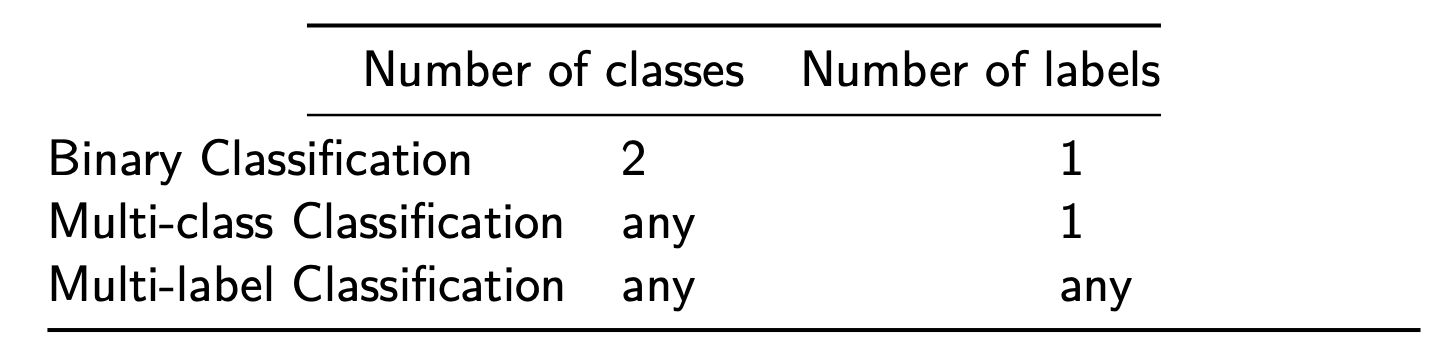 Number of classes Number of labels
Binary Classification 2 1
Multi-class Classification any 1
Multi-label Classification any any